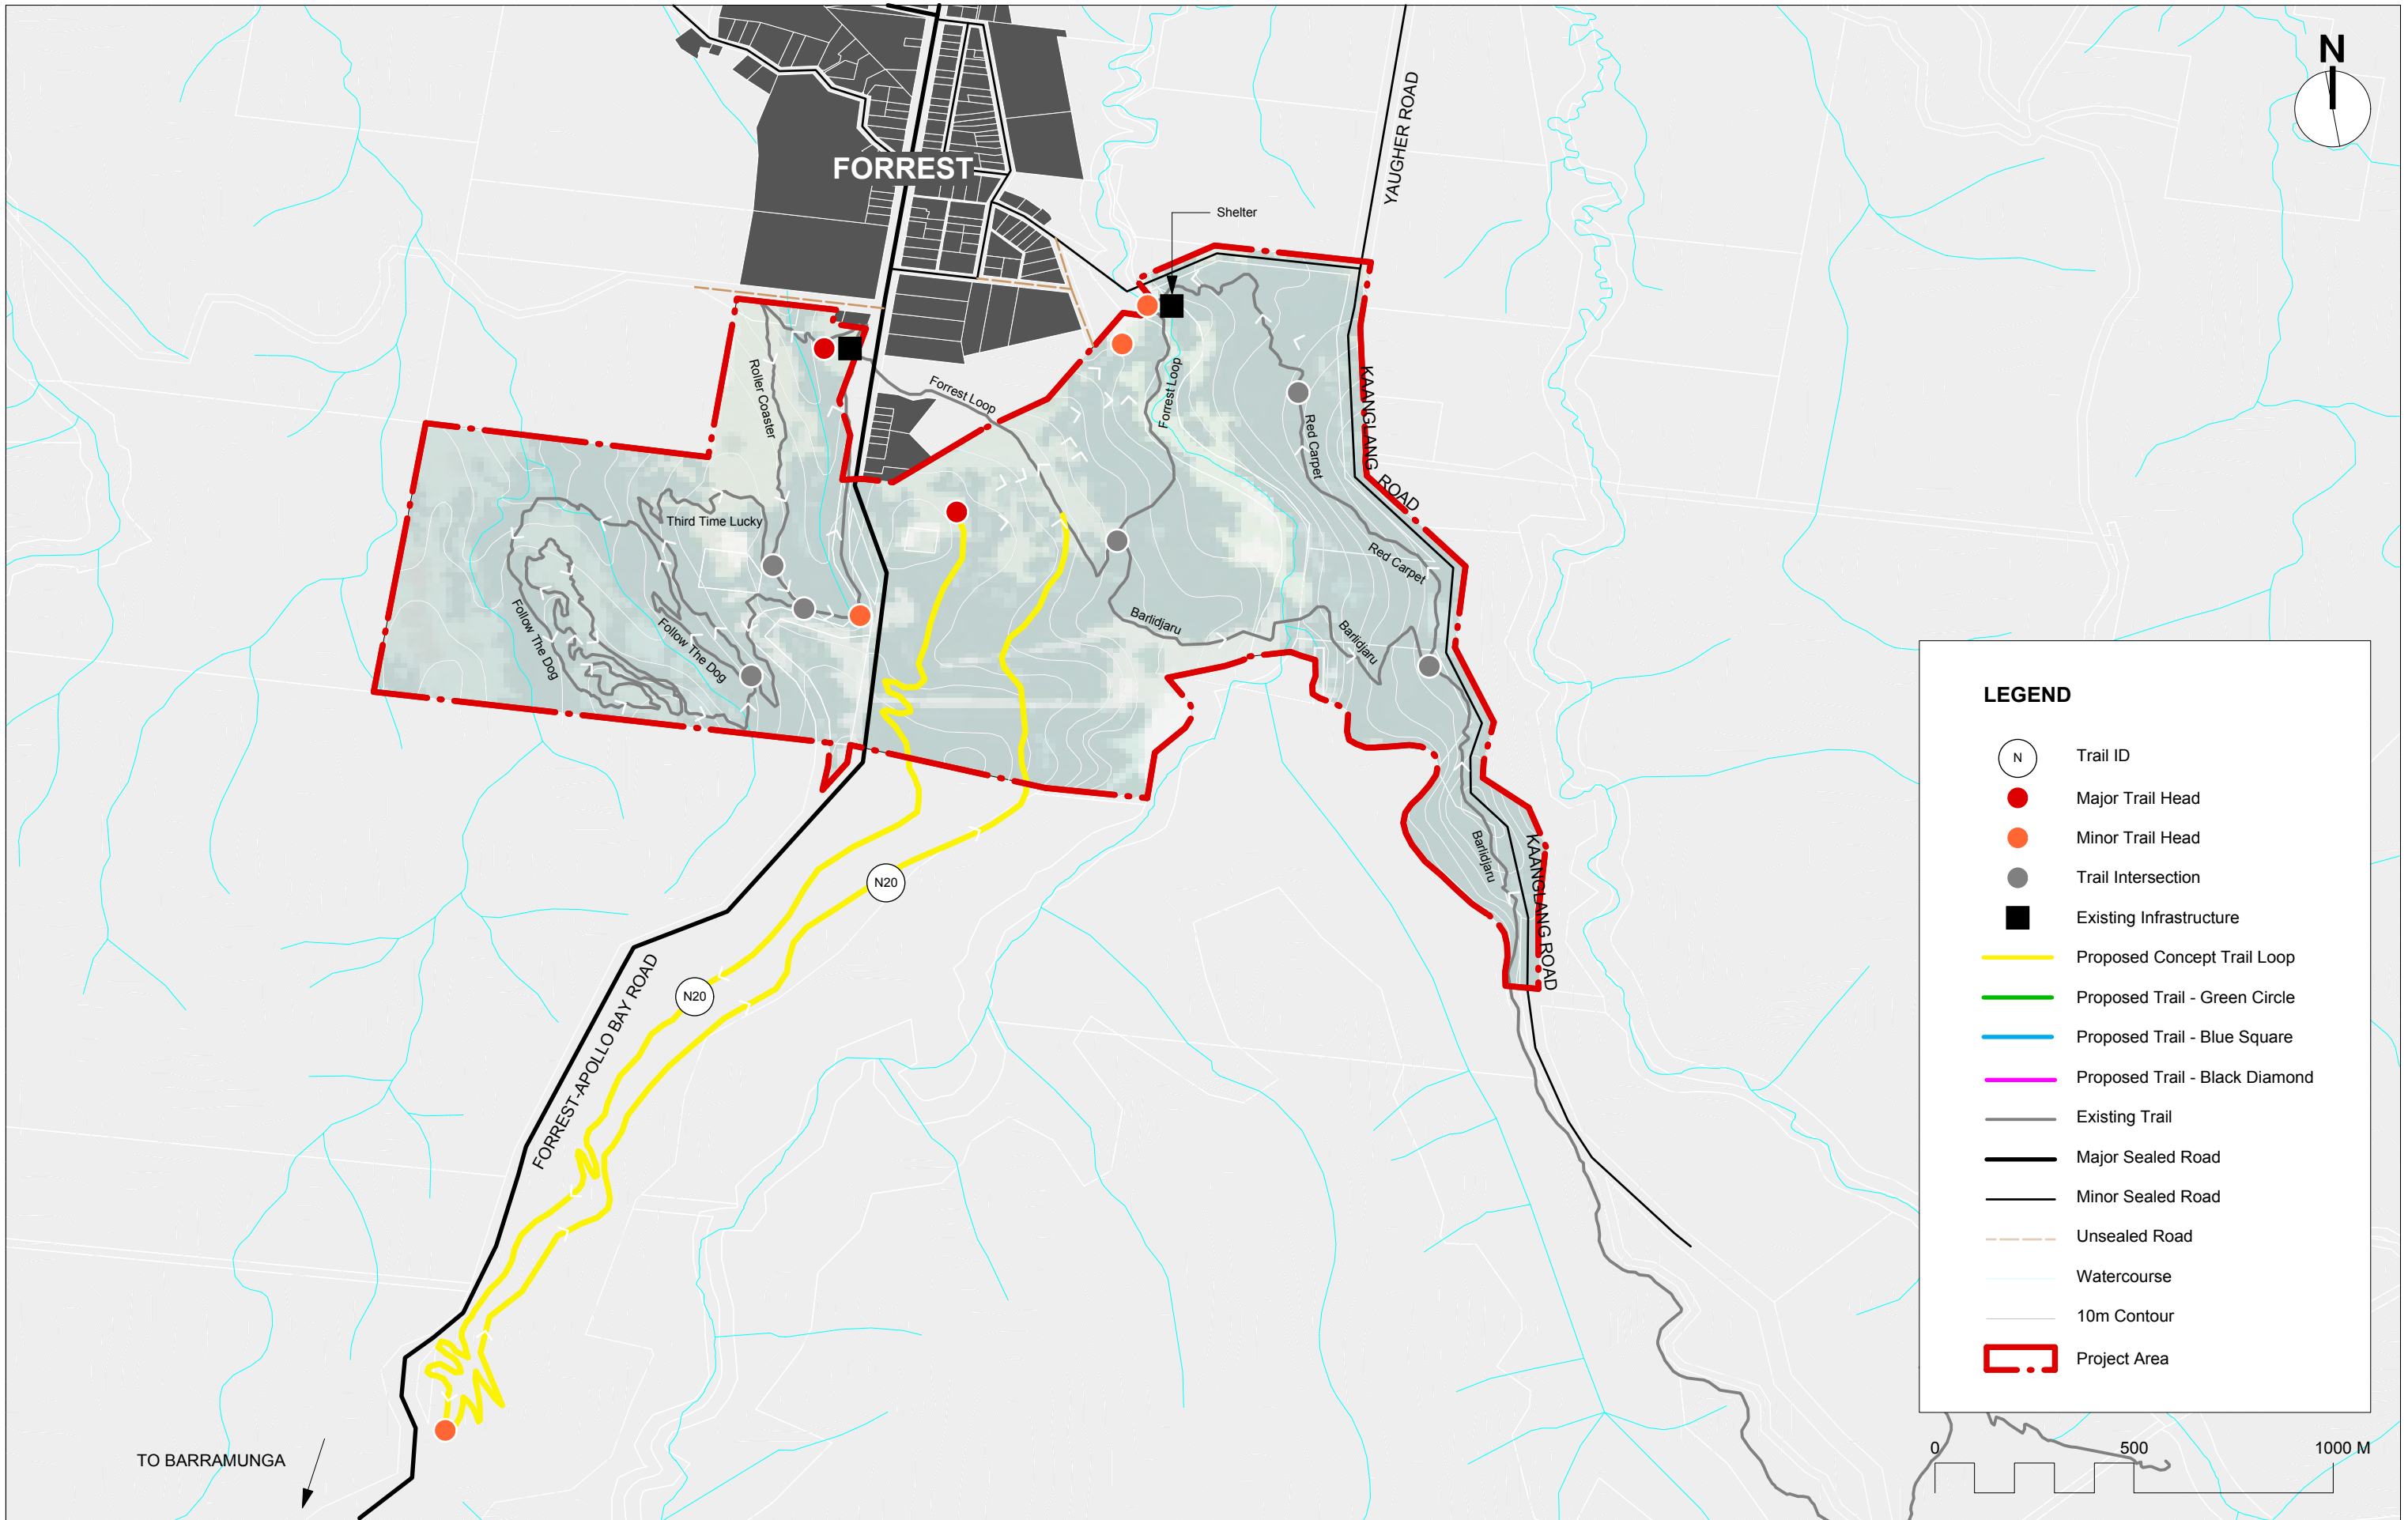 N
YAUGHER ROAD
FORREST
Shelter
Roller Coaster
Forrest Loop
Forrest Loop
KAANGLANG ROAD
Red Carpet
Third Time Lucky
Red Carpet
Follow The Dog
Follow The Dog
Barlidjaru
Barlidjaru
Barlidjaru
KAANGLANG ROAD
N20
N20
FORREST-APOLLO BAY ROAD
TO BARRAMUNGA
LEGEND
N Trail ID
Major Trail Head
Minor Trail Head
Trail Intersection
Existing Infrastructure
Proposed Concept Trail Loop
Proposed Trail - Green Circle
Proposed Trail - Blue Square
Proposed Trail - Black Diamond
Existing Trail
Major Sealed Road
Minor Sealed Road
Unsealed Road
Watercourse
10m Contour
Project Area
0 500 1000 M